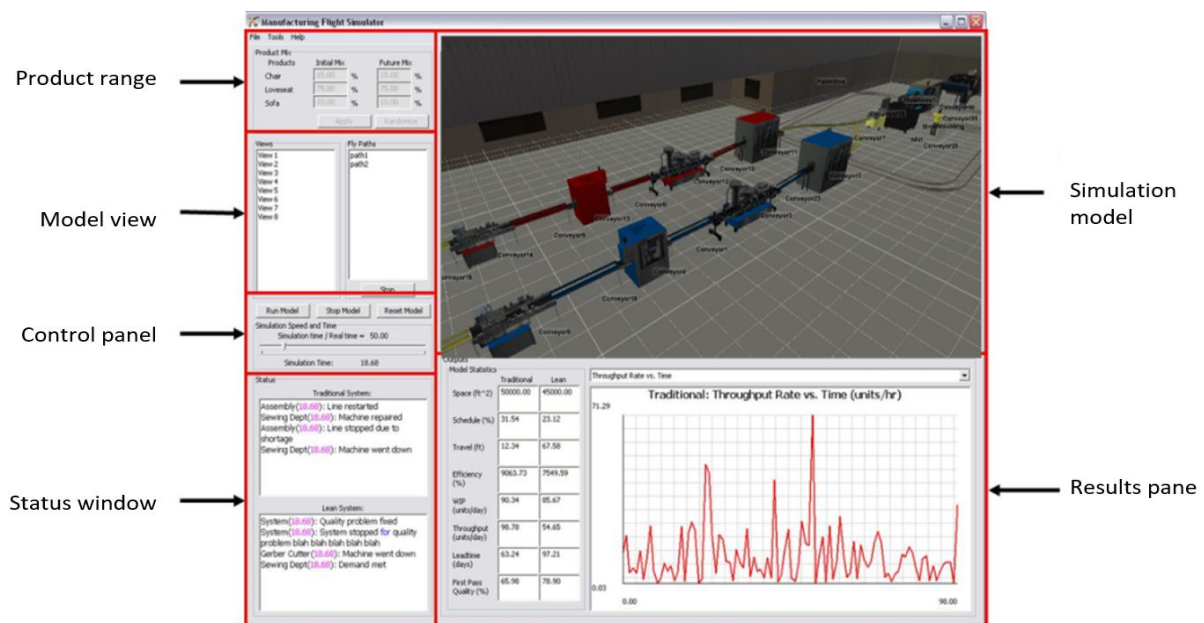 Manufacturing Flight Simulator
File Tools Help
Product range
Product Mix
Products Initial Mix Future Mix
Chair 15.00 % 15.00 %
Loveseat 75.00 % 75.00 %
Sofa 10.00 % 10.00 %
Apply Randomize
Model view
Views
View 1
View 2
View 3
View 4
View 5
View 6
View 7
View 8
Fly Paths
path1
path2
Stop
Control panel
Run Model Stop Model Reset Model
Simulation Speed and Time
Simulation time / Real time = 50.00
Simulation Time: 18.68
Status window
Status
Traditional System:
Assembly(18.68): Line restarted
Sewing Dept(18.68): Machine repaired
Assembly(18.68): Line stopped due to
shortage
Sewing Dept(18.68): Machine went down
Lean System:
System(18.68): Quality problem fixed
System(18.68): System stopped for quality
problem blah blah blah blah blah
Gerber Cutter(18.68): Machine went down
Sewing Dept(18.68): Demand met
Simulation
model
Conveyor7
Conveyor11
Conveyor10
Conveyor12
Conveyor23
Conveyor8
Conveyor13
Conveyor1
Conveyor9
Conveyor14
Conveyor18
Results pane
Outputs
Model Statistics
Traditional Lean
Space (ft^2) 50000.00 45000.00
Schedule (%) 31.54 23.12
Travel (ft) 12.34 67.58
Efficiency
(%) 9063.73 7549.59
WIP
(units/day) 90.34 85.67
Throughput
(units/day) 98.78 54.65
Leadtime
(days) 63.24 97.21
First Pass
Quality (%) 65.98 78.90
Throughput Rate vs. Time
Traditional: Throughput Rate vs. Time (units/hr)
71.29
0.03
0.00 98.00